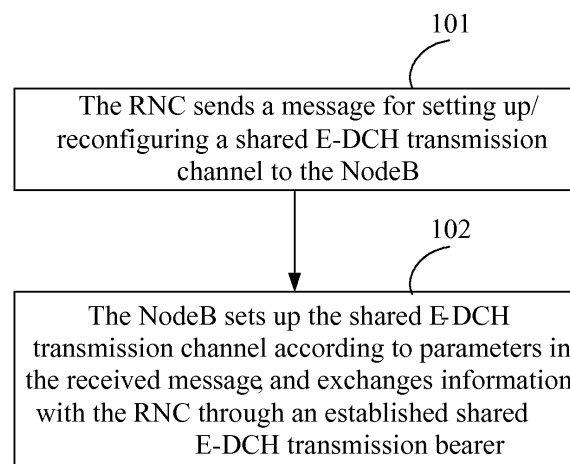 101
The RNC sends a message for setting up/
reconfiguring a shared E-DCH transmission
channel to the NodeB
102
The NodeB sets up the shared E-DCH
transmission channel according to parameters in
the received message, and exchanges information
with the RNC through an established shared
E-DCH transmission bearer